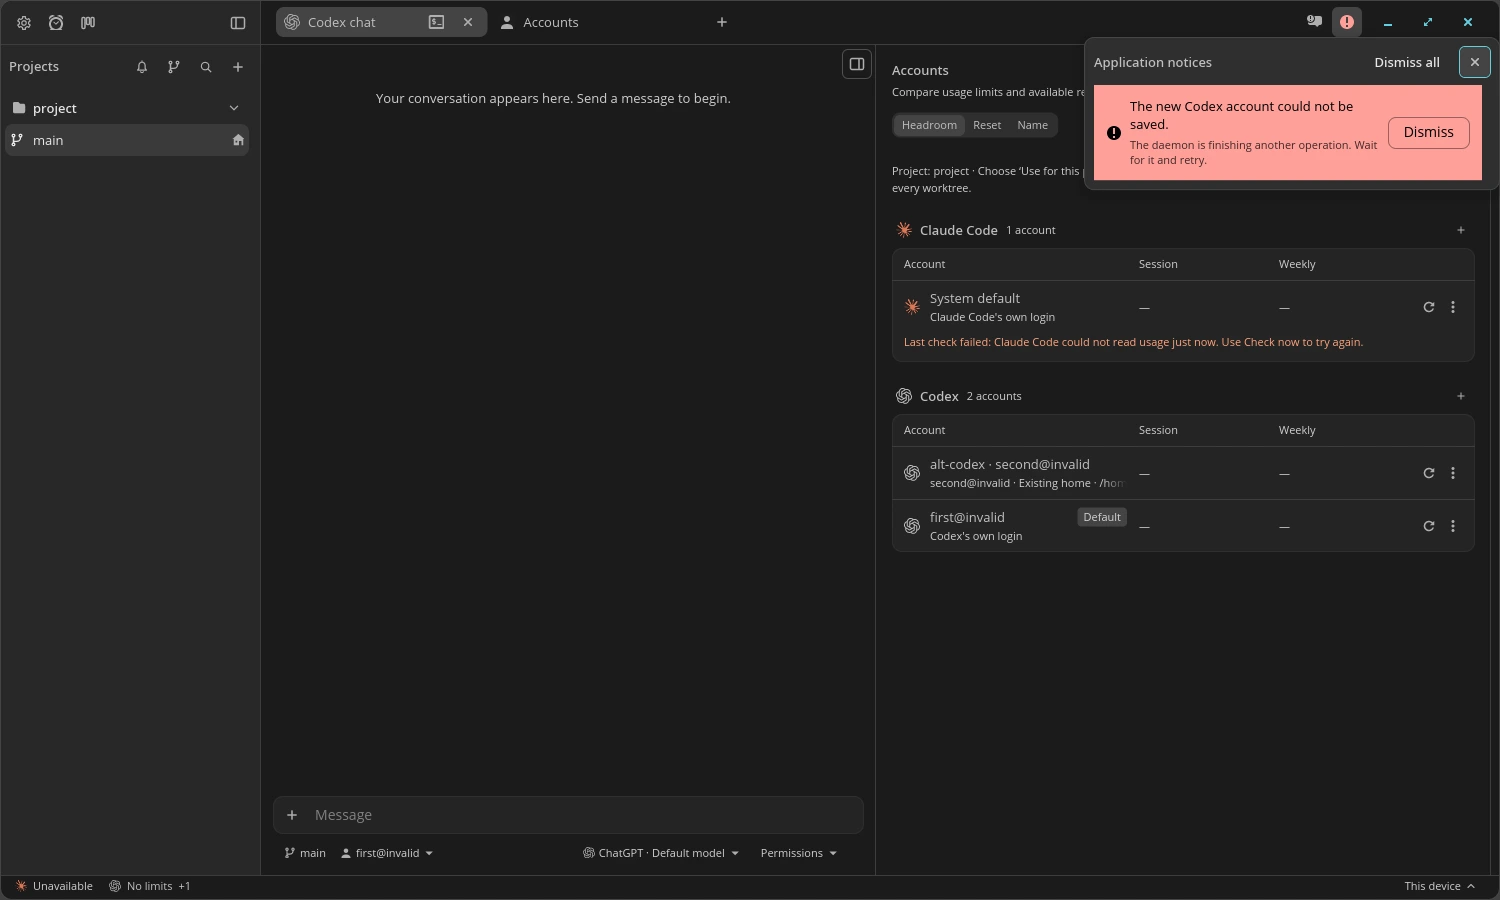 Codex chat
Accounts
Projects
project
main
Your conversation appears here. Send a message to begin.
Message
main
first@invalid
ChatGPT · Default model
Permissions
Accounts
Compare usage limits and available
Headroom
Reset
Name
Project: project · Choose ‘Use for this
every worktree.
Application notices
Dismiss all
The new Codex account could not be
saved.
The daemon is finishing another operation. Wait
for it and retry.
Dismiss
Claude Code 1 account
Account Session Weekly
System default
Claude Code's own login
— —
Last check failed: Claude Code could not read usage just now. Use Check now to try again.
Codex 2 accounts
Account Session Weekly
alt-codex · second@invalid
second@invalid · Existing home · /hom
— —
first@invalid
Default
Codex's own login
— —
Unavailable
No limits +1
This device